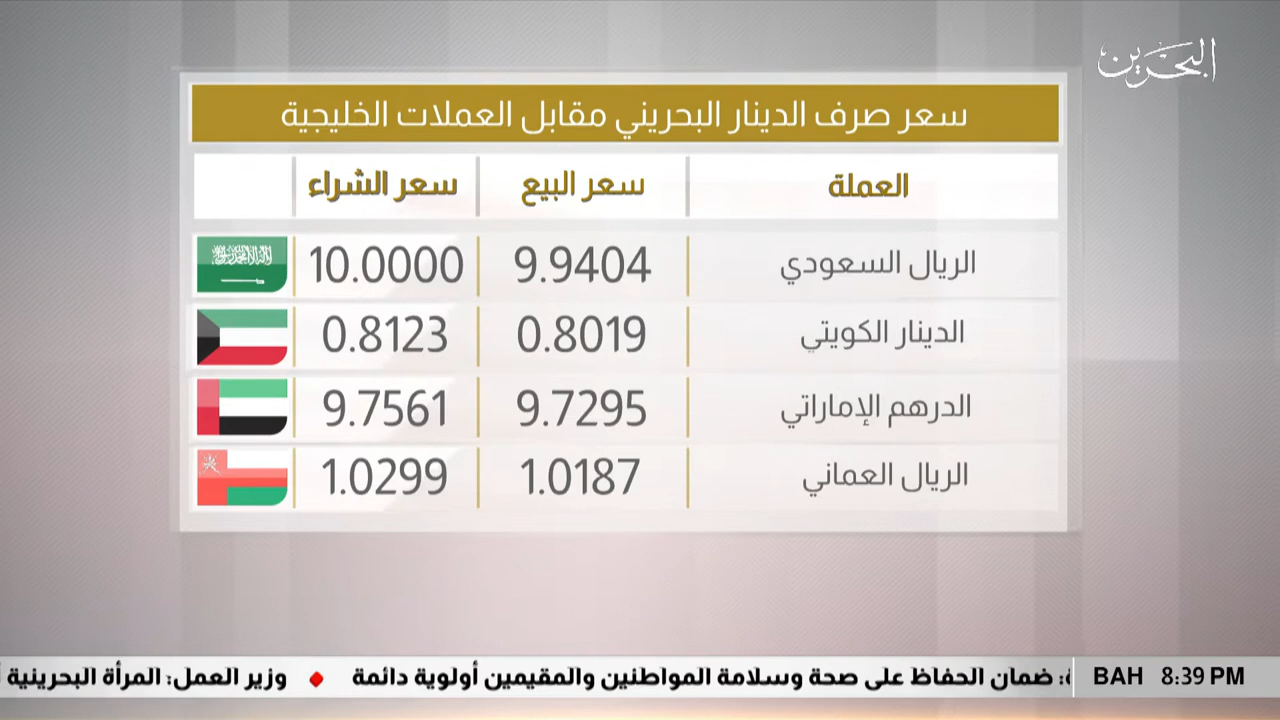 البحرين
سعر صرف الدينار البحريني مقابل العملات الخليجية
العملة سعر البيع سعر الشراء
الريال السعودي 9.9404 10.0000
الدينار الكويتي 0.8019 0.8123
الدرهم الإماراتي 9.7295 9.7561
الريال العماني 1.0187 1.0299
BAH 8:39 PM
: ضمان الحفاظ على صحة وسلامة المواطنين والمقيمين أولوية دائمة ♦ وزير العمل: المرأة البحرينية